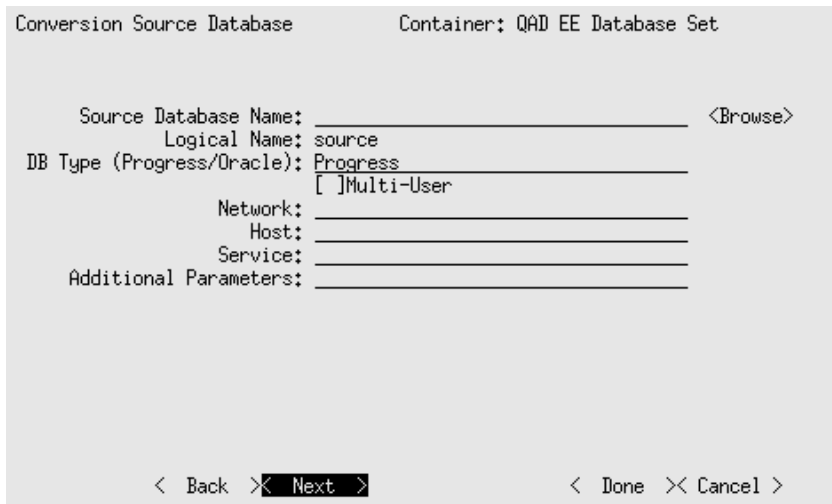 Conversion Source Database Container: QAD EE Database Set
Source Database Name: <Browse>
Logical Name: source
DB Type (Progress/Oracle): Progress
[ ]Multi-User
Network:
Host:
Service:
Additional Parameters:
< Back >< Next > < Done >< Cancel >